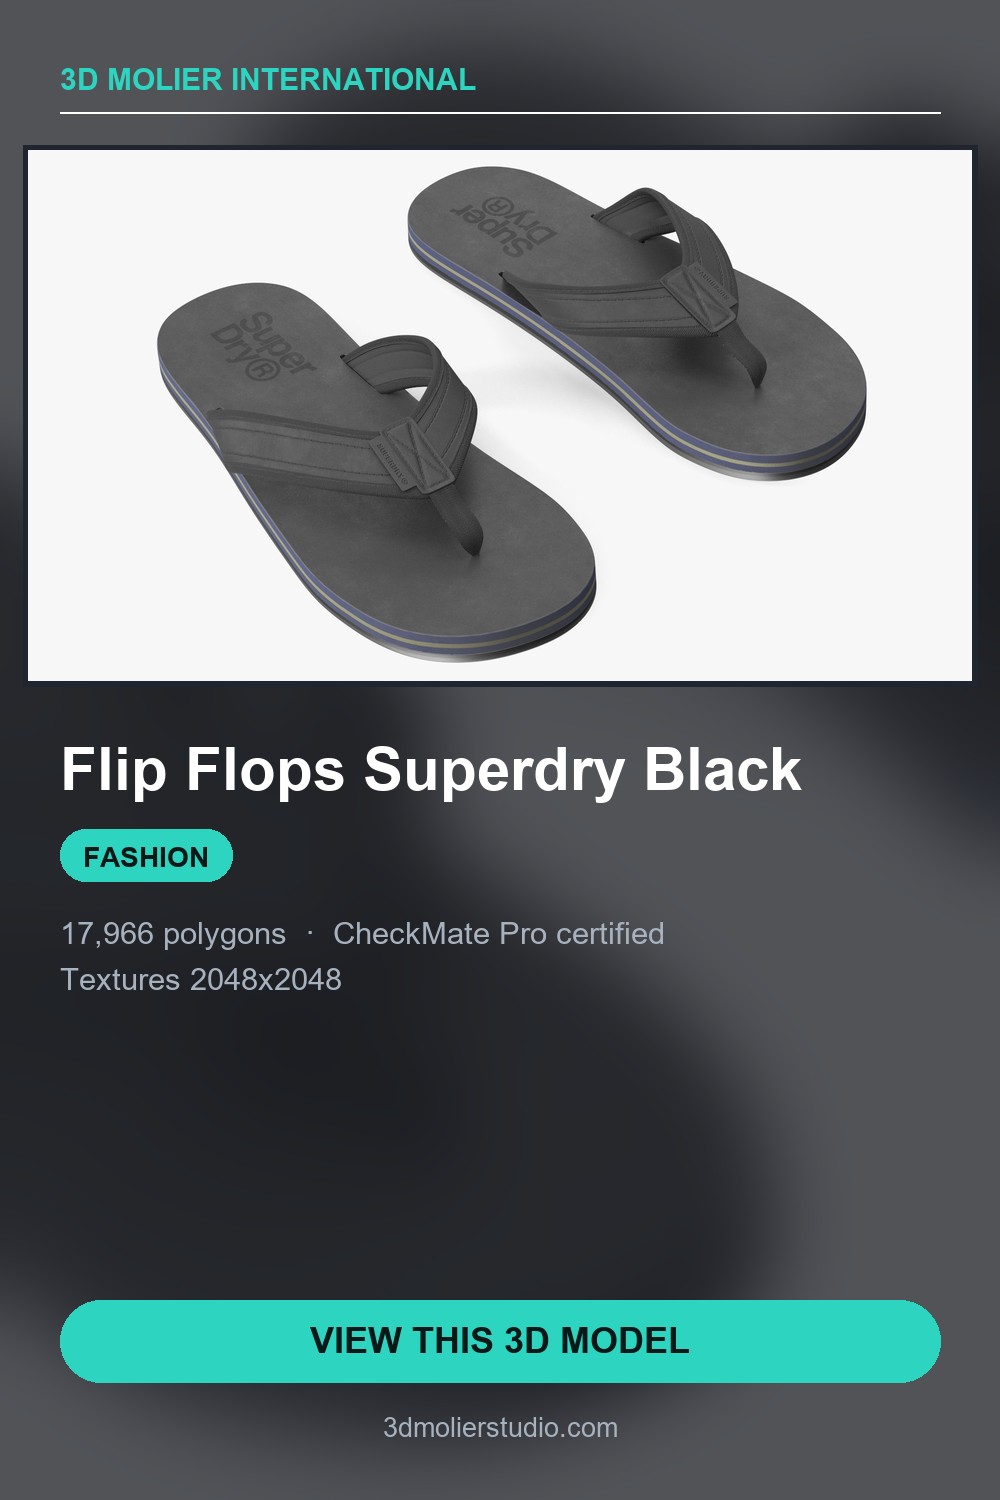 3D MOLIER INTERNATIONAL
Super
Dry®
Super
Dry®
Flip Flops Superdry Black
FASHION
17,966 polygons · CheckMate Pro certified
Textures 2048x2048
VIEW THIS 3D MODEL
3dmolierstudio.com